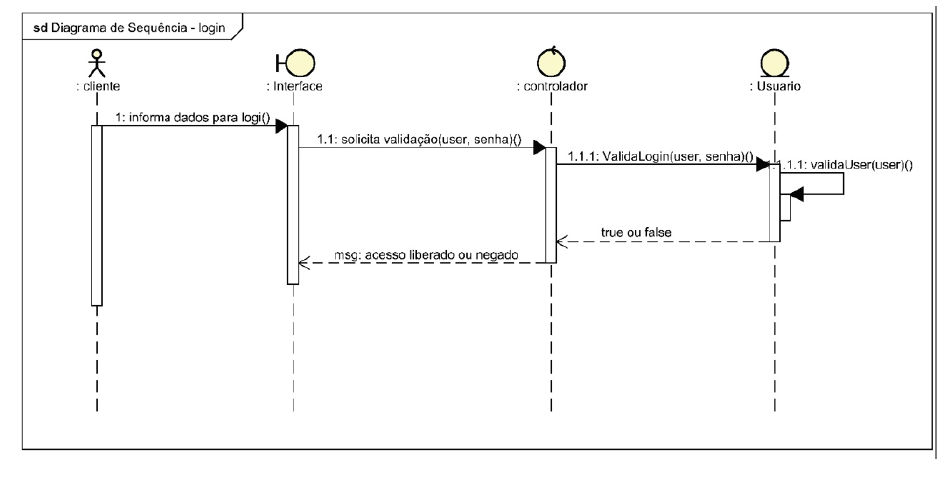 sd Diagrama de Sequência - login
: cliente
: Interface
: controlador
: Usuario
1: informa dados para logi()
1.1: solicita validação(user, senha)()
1.1.1: ValidaLogin(user, senha)()
1.1.1.1: validaUser(user)()
true ou false
msg: acesso liberado ou negado